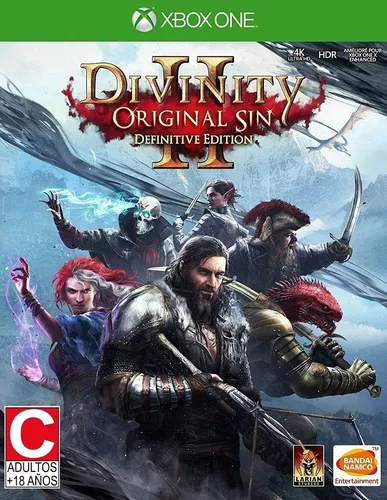 XBOX ONE
4K
ULTRA HD
HDR
AMÉLIORÉ POUR
XBOX ONE X
ENHANCED
DIVINITY
ORIGINAL SIN
II
DEFINITIVE EDITION
C
ADULTOS
+18 AÑOS
LARIAN
STUDIOS
BANDAI
NAMCO
Entertainment